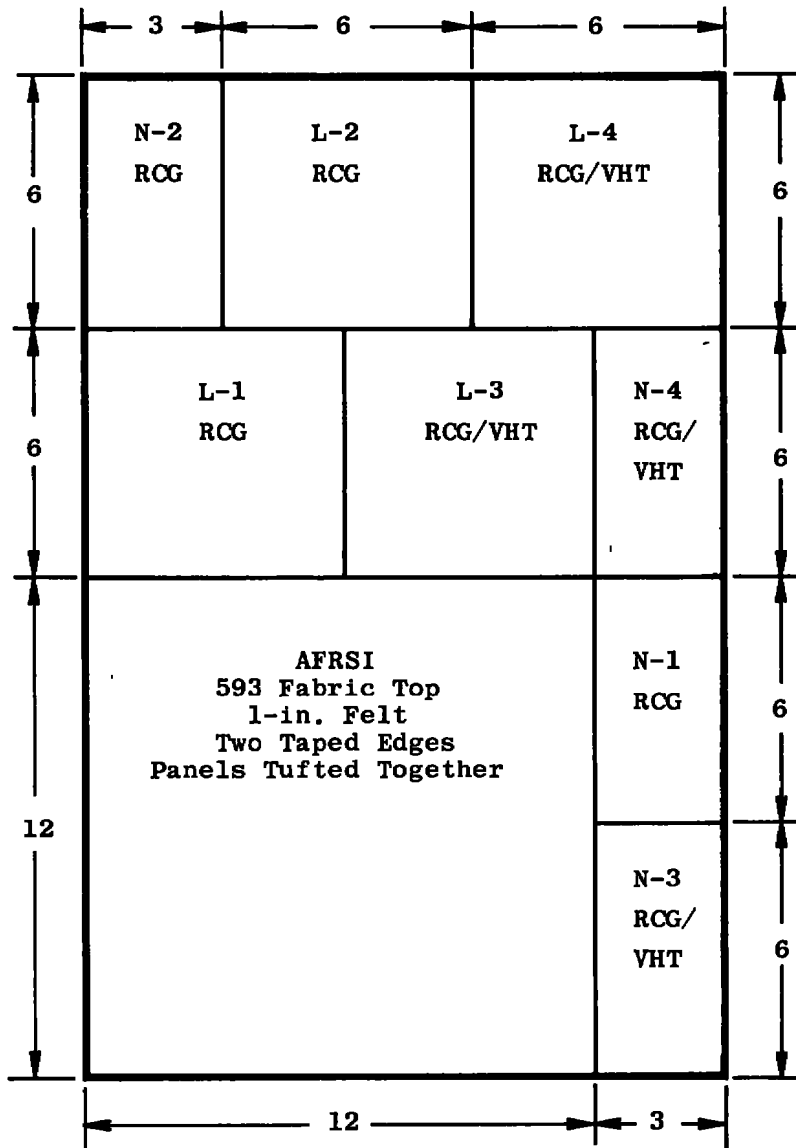 3 6 6
N-2
RCG
L-2
RCG
L-4
RCG/VHT
6
6
L-1
RCG
L-3
RCG/VHT
N-4
RCG/
VHT
6
6
AFRSI
593 Fabric Top
1-in. Felt
Two Taped Edges
Panels Tufted Together
N-1
RCG
6
12
N-3
RCG/
VHT
6
12 3